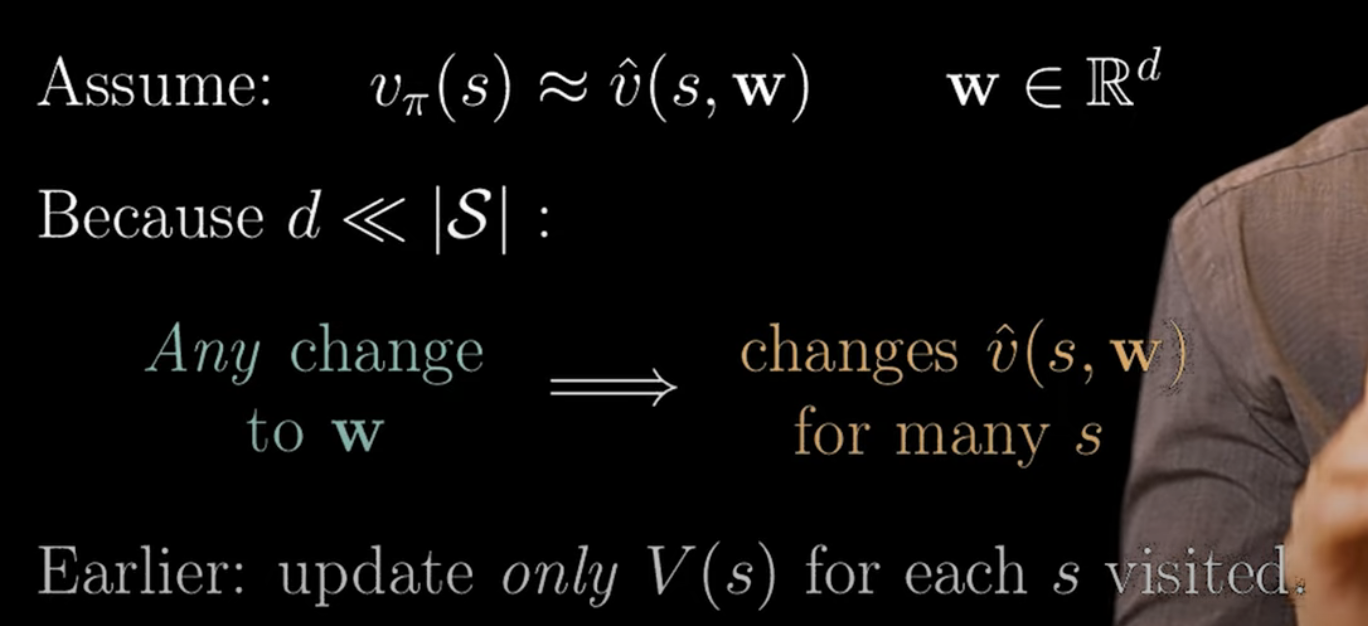 Assume: v_π(s) ≈ v̂(s, w) w ∈ ℝ^d
Because d ≪ |𝒮| :
Any change ⟹ changes v̂(s, w)
to w for many s
Earlier: update only V(s) for each s visited.